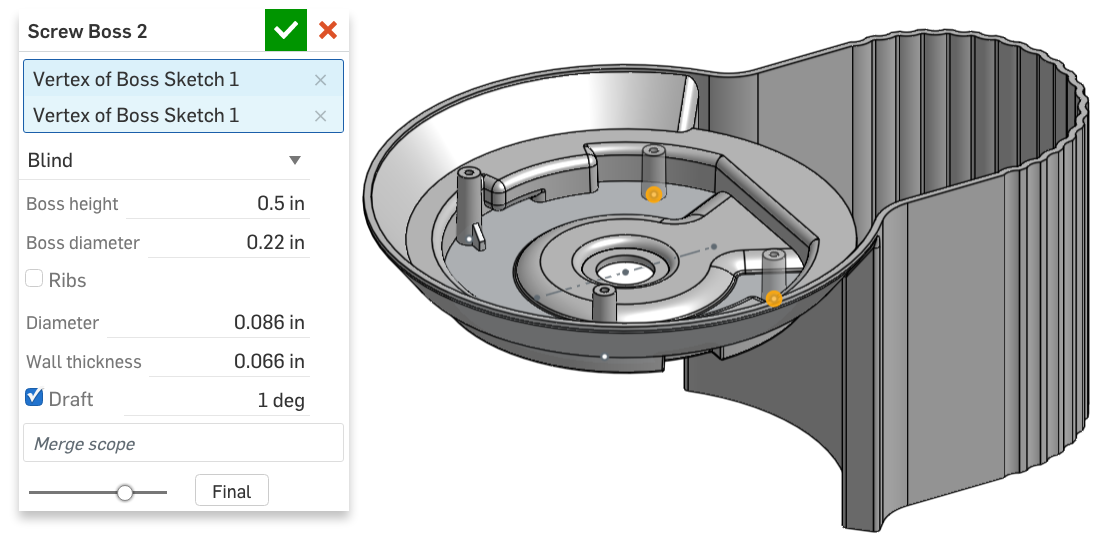 Screw Boss 2
Vertex of Boss Sketch 1
Vertex of Boss Sketch 1
Blind
Boss height 0.5 in
Boss diameter 0.22 in
Ribs
Diameter 0.086 in
Wall thickness 0.066 in
Draft 1 deg
Merge scope
Final